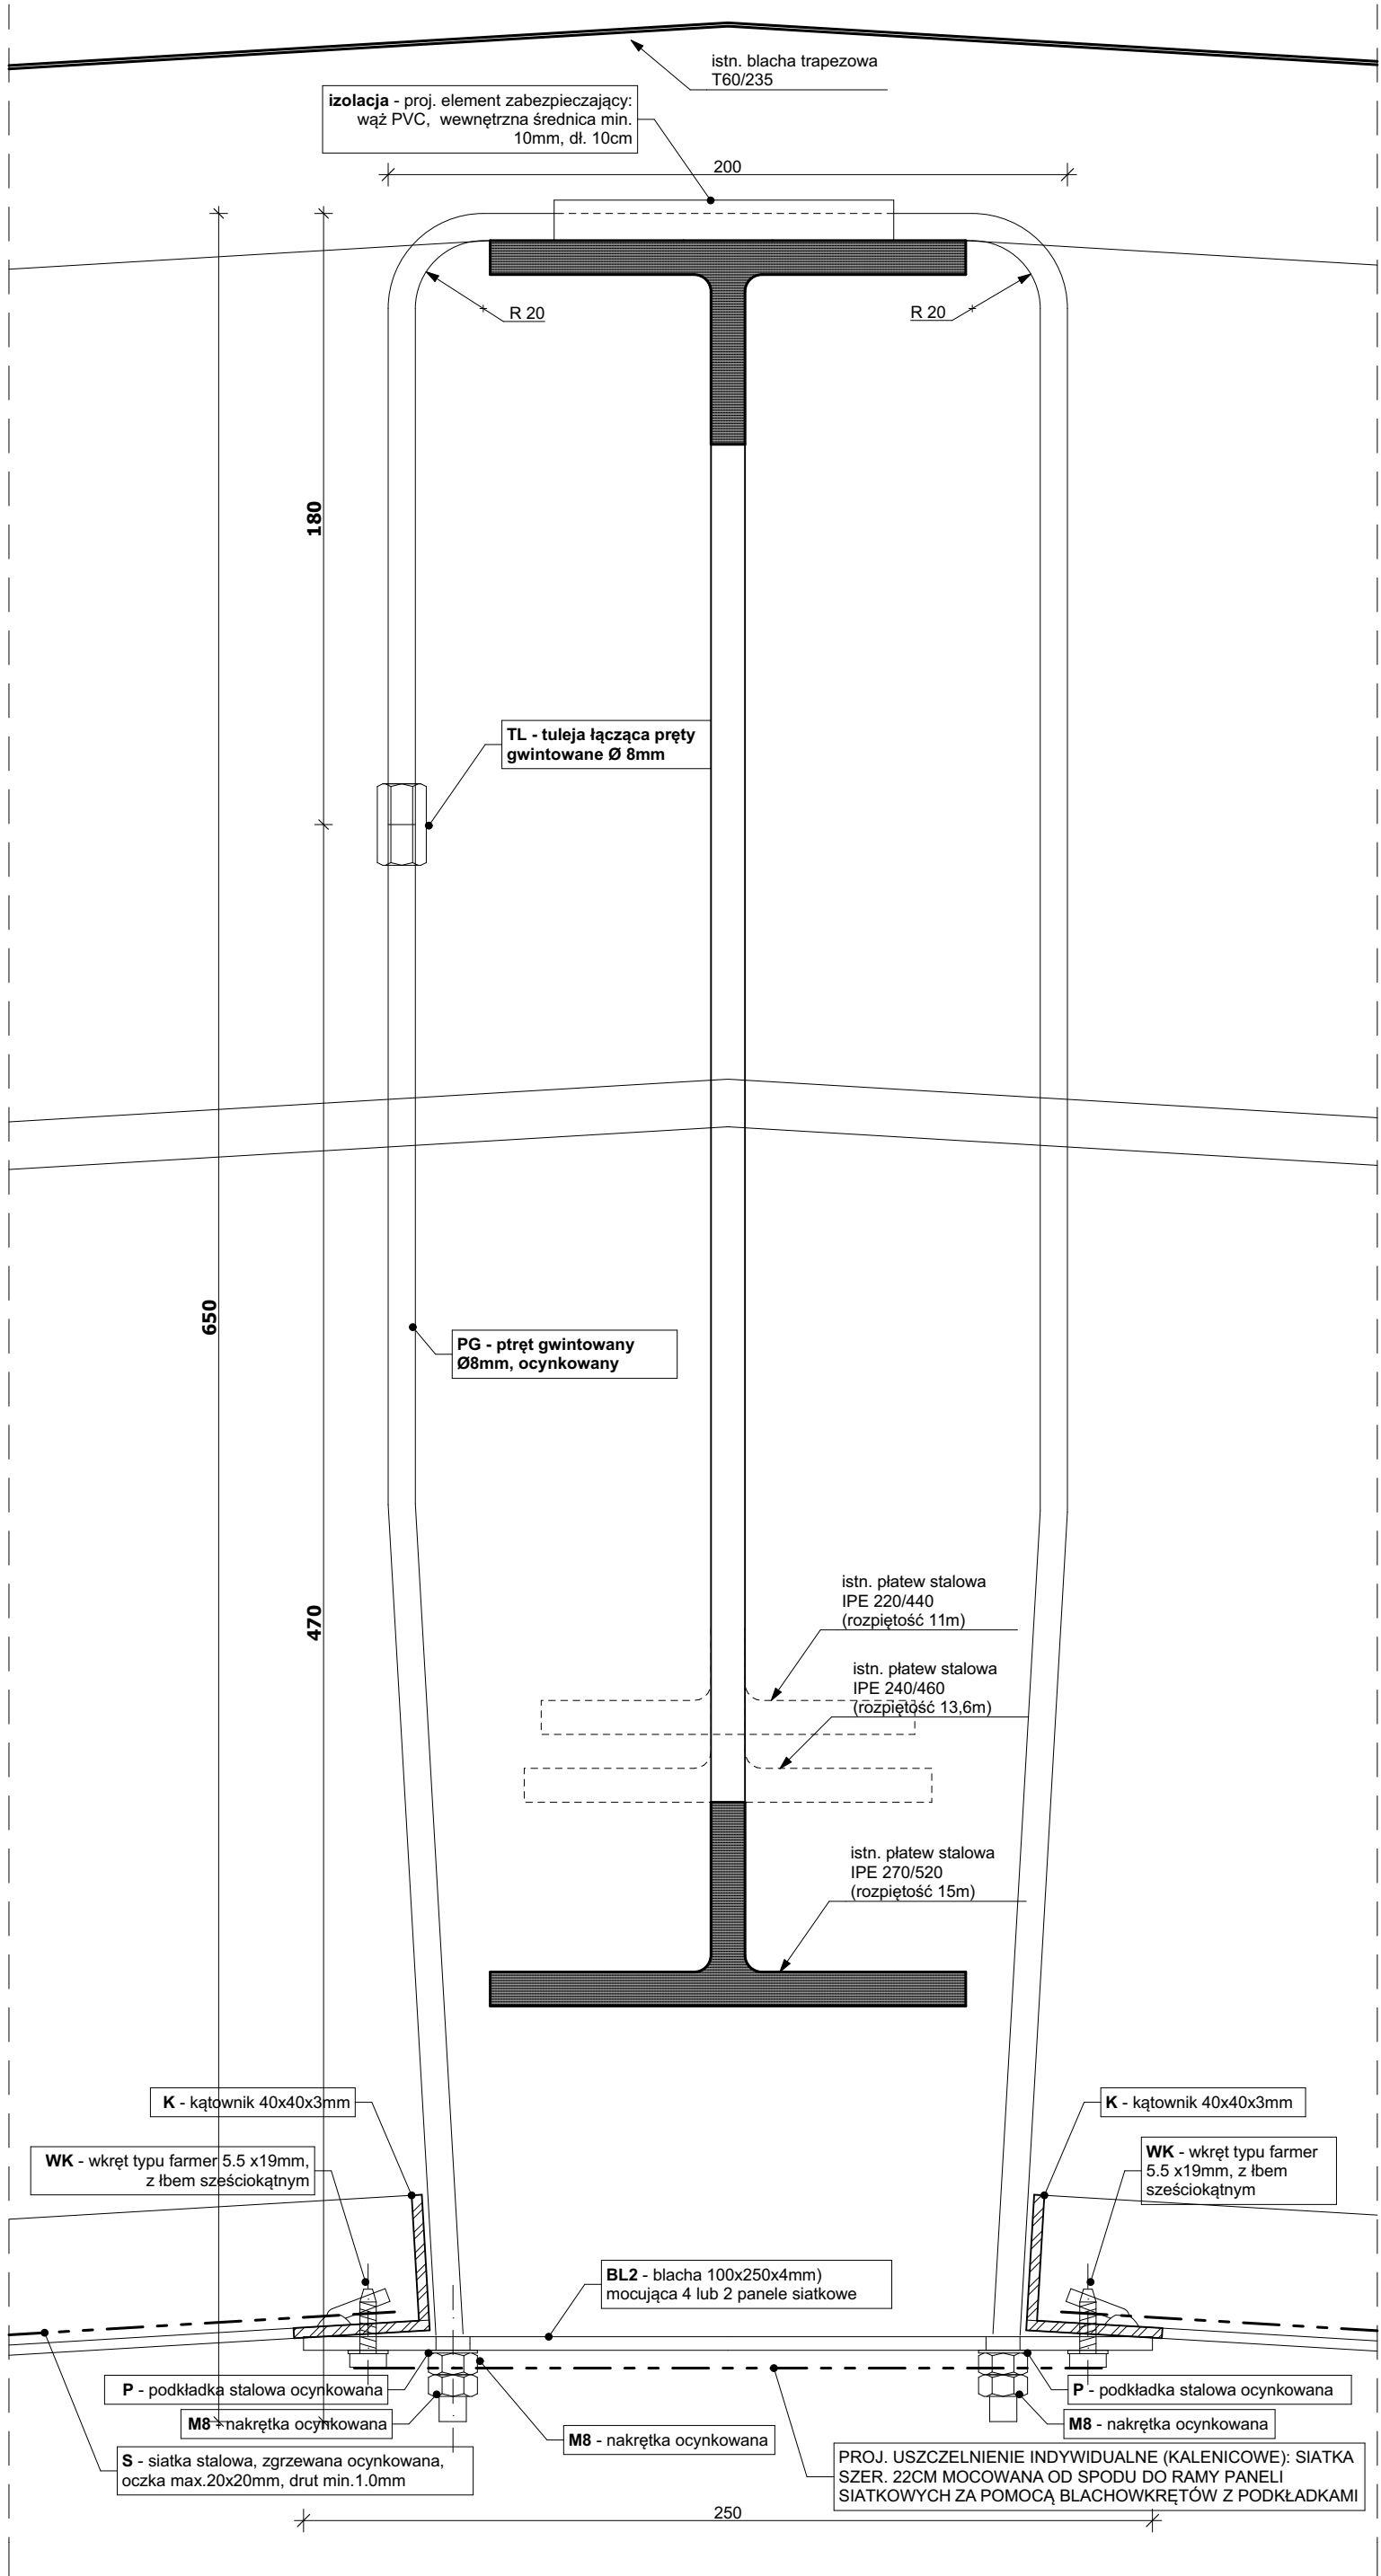 istn. blacha trapezowa
T60/235
izolacja - proj. element zabezpieczający:
wąż PVC, wewnętrzna średnica min.
10mm, dł. 10cm
200
R 20
R 20
180
TL - tuleja łącząca pręty
gwintowane Ø 8mm
650
PG - ptręt gwintowany
Ø8mm, ocynkowany
470
istn. płatew stalowa
IPE 220/440
(rozpiętość 11m)
istn. płatew stalowa
IPE 240/460
(rozpiętość 13,6m)
istn. płatew stalowa
IPE 270/520
(rozpiętość 15m)
K - kątownik 40x40x3mm
K - kątownik 40x40x3mm
WK - wkręt typu farmer 5.5 x19mm,
z łbem sześciokątnym
WK - wkręt typu farmer
5.5 x19mm, z łbem
sześciokątnym
BL2 - blacha 100x250x4mm)
mocująca 4 lub 2 panele siatkowe
P - podkładka stalowa ocynkowana
P - podkładka stalowa ocynkowana
M8 - nakrętka ocynkowana
M8 - nakrętka ocynkowana
M8 - nakrętka ocynkowana
S - siatka stalowa, zgrzewana ocynkowana,
oczka max.20x20mm, drut min.1.0mm
PROJ. USZCZELNIENIE INDYWIDUALNE (KALENICOWE): SIATKA
SZER. 22CM MOCOWANA OD SPODU DO RAMY PANELI
SIATKOWYCH ZA POMOCĄ BLACHOWKRĘTÓW Z PODKŁADKAMI
250